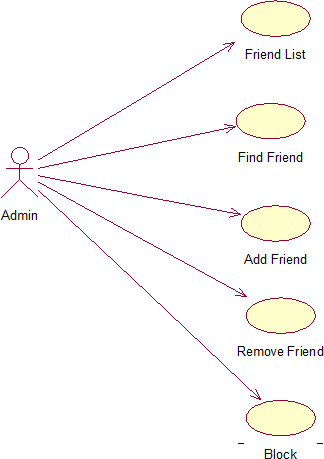 Friend List
Find Friend
Admin
Add Friend
Remove Friend
Block